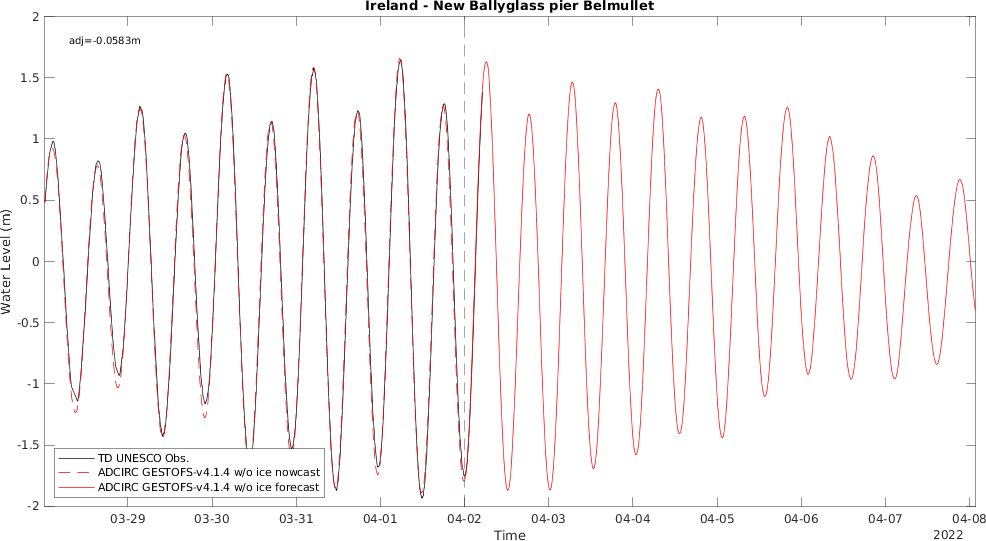 Ireland - New Ballyglass pier Belmullet
adj=-0.0583m
2
1.5
1
0.5
0
-0.5
-1
-1.5
-2
Water Level (m)
TD UNESCO Obs.
ADCIRC GESTOFS-v4.1.4 w/o ice nowcast
ADCIRC GESTOFS-v4.1.4 w/o ice forecast
03-29 03-30 03-31 04-01 04-02 04-03 04-04 04-05 04-06 04-07 04-08
Time
2022